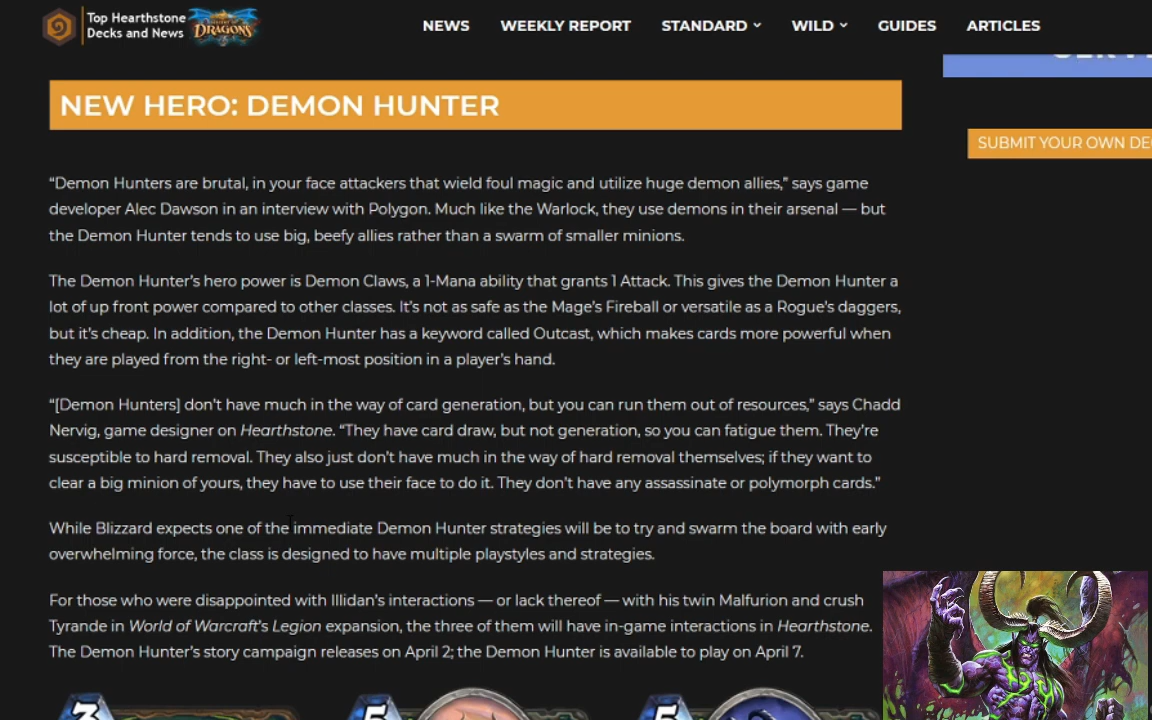 Top Hearthstone
Decks and News
DRAGONS
NEWS WEEKLY REPORT STANDARD WILD GUIDES ARTICLES
NEW HERO: DEMON HUNTER
SUBMIT YOUR OWN DE
“Demon Hunters are brutal, in your face attackers that wield foul magic and utilize huge demon allies,” says game
developer Alec Dawson in an interview with Polygon. Much like the Warlock, they use demons in their arsenal — but
the Demon Hunter tends to use big, beefy allies rather than a swarm of smaller minions.
The Demon Hunter’s hero power is Demon Claws, a 1-Mana ability that grants 1 Attack. This gives the Demon Hunter a
lot of up front power compared to other classes. It’s not as safe as the Mage’s Fireball or versatile as a Rogue’s daggers,
but it’s cheap. In addition, the Demon Hunter has a keyword called Outcast, which makes cards more powerful when
they are played from the right- or left-most position in a player’s hand.
“[Demon Hunters] don’t have much in the way of card generation, but you can run them out of resources,” says Chadd
Nervig, game designer on Hearthstone. “They have card draw, but not generation, so you can fatigue them. They’re
susceptible to hard removal. They also just don’t have much in the way of hard removal themselves; if they want to
clear a big minion of yours, they have to use their face to do it. They don’t have any assassinate or polymorph cards.”
While Blizzard expects one of the immediate Demon Hunter strategies will be to try and swarm the board with early
overwhelming force, the class is designed to have multiple playstyles and strategies.
For those who were disappointed with Illidan’s interactions — or lack thereof — with his twin Malfurion and crush
Tyrande in World of Warcraft’s Legion expansion, the three of them will have in-game interactions in Hearthstone.
The Demon Hunter’s story campaign releases on April 2; the Demon Hunter is available to play on April 7.
3 5 5